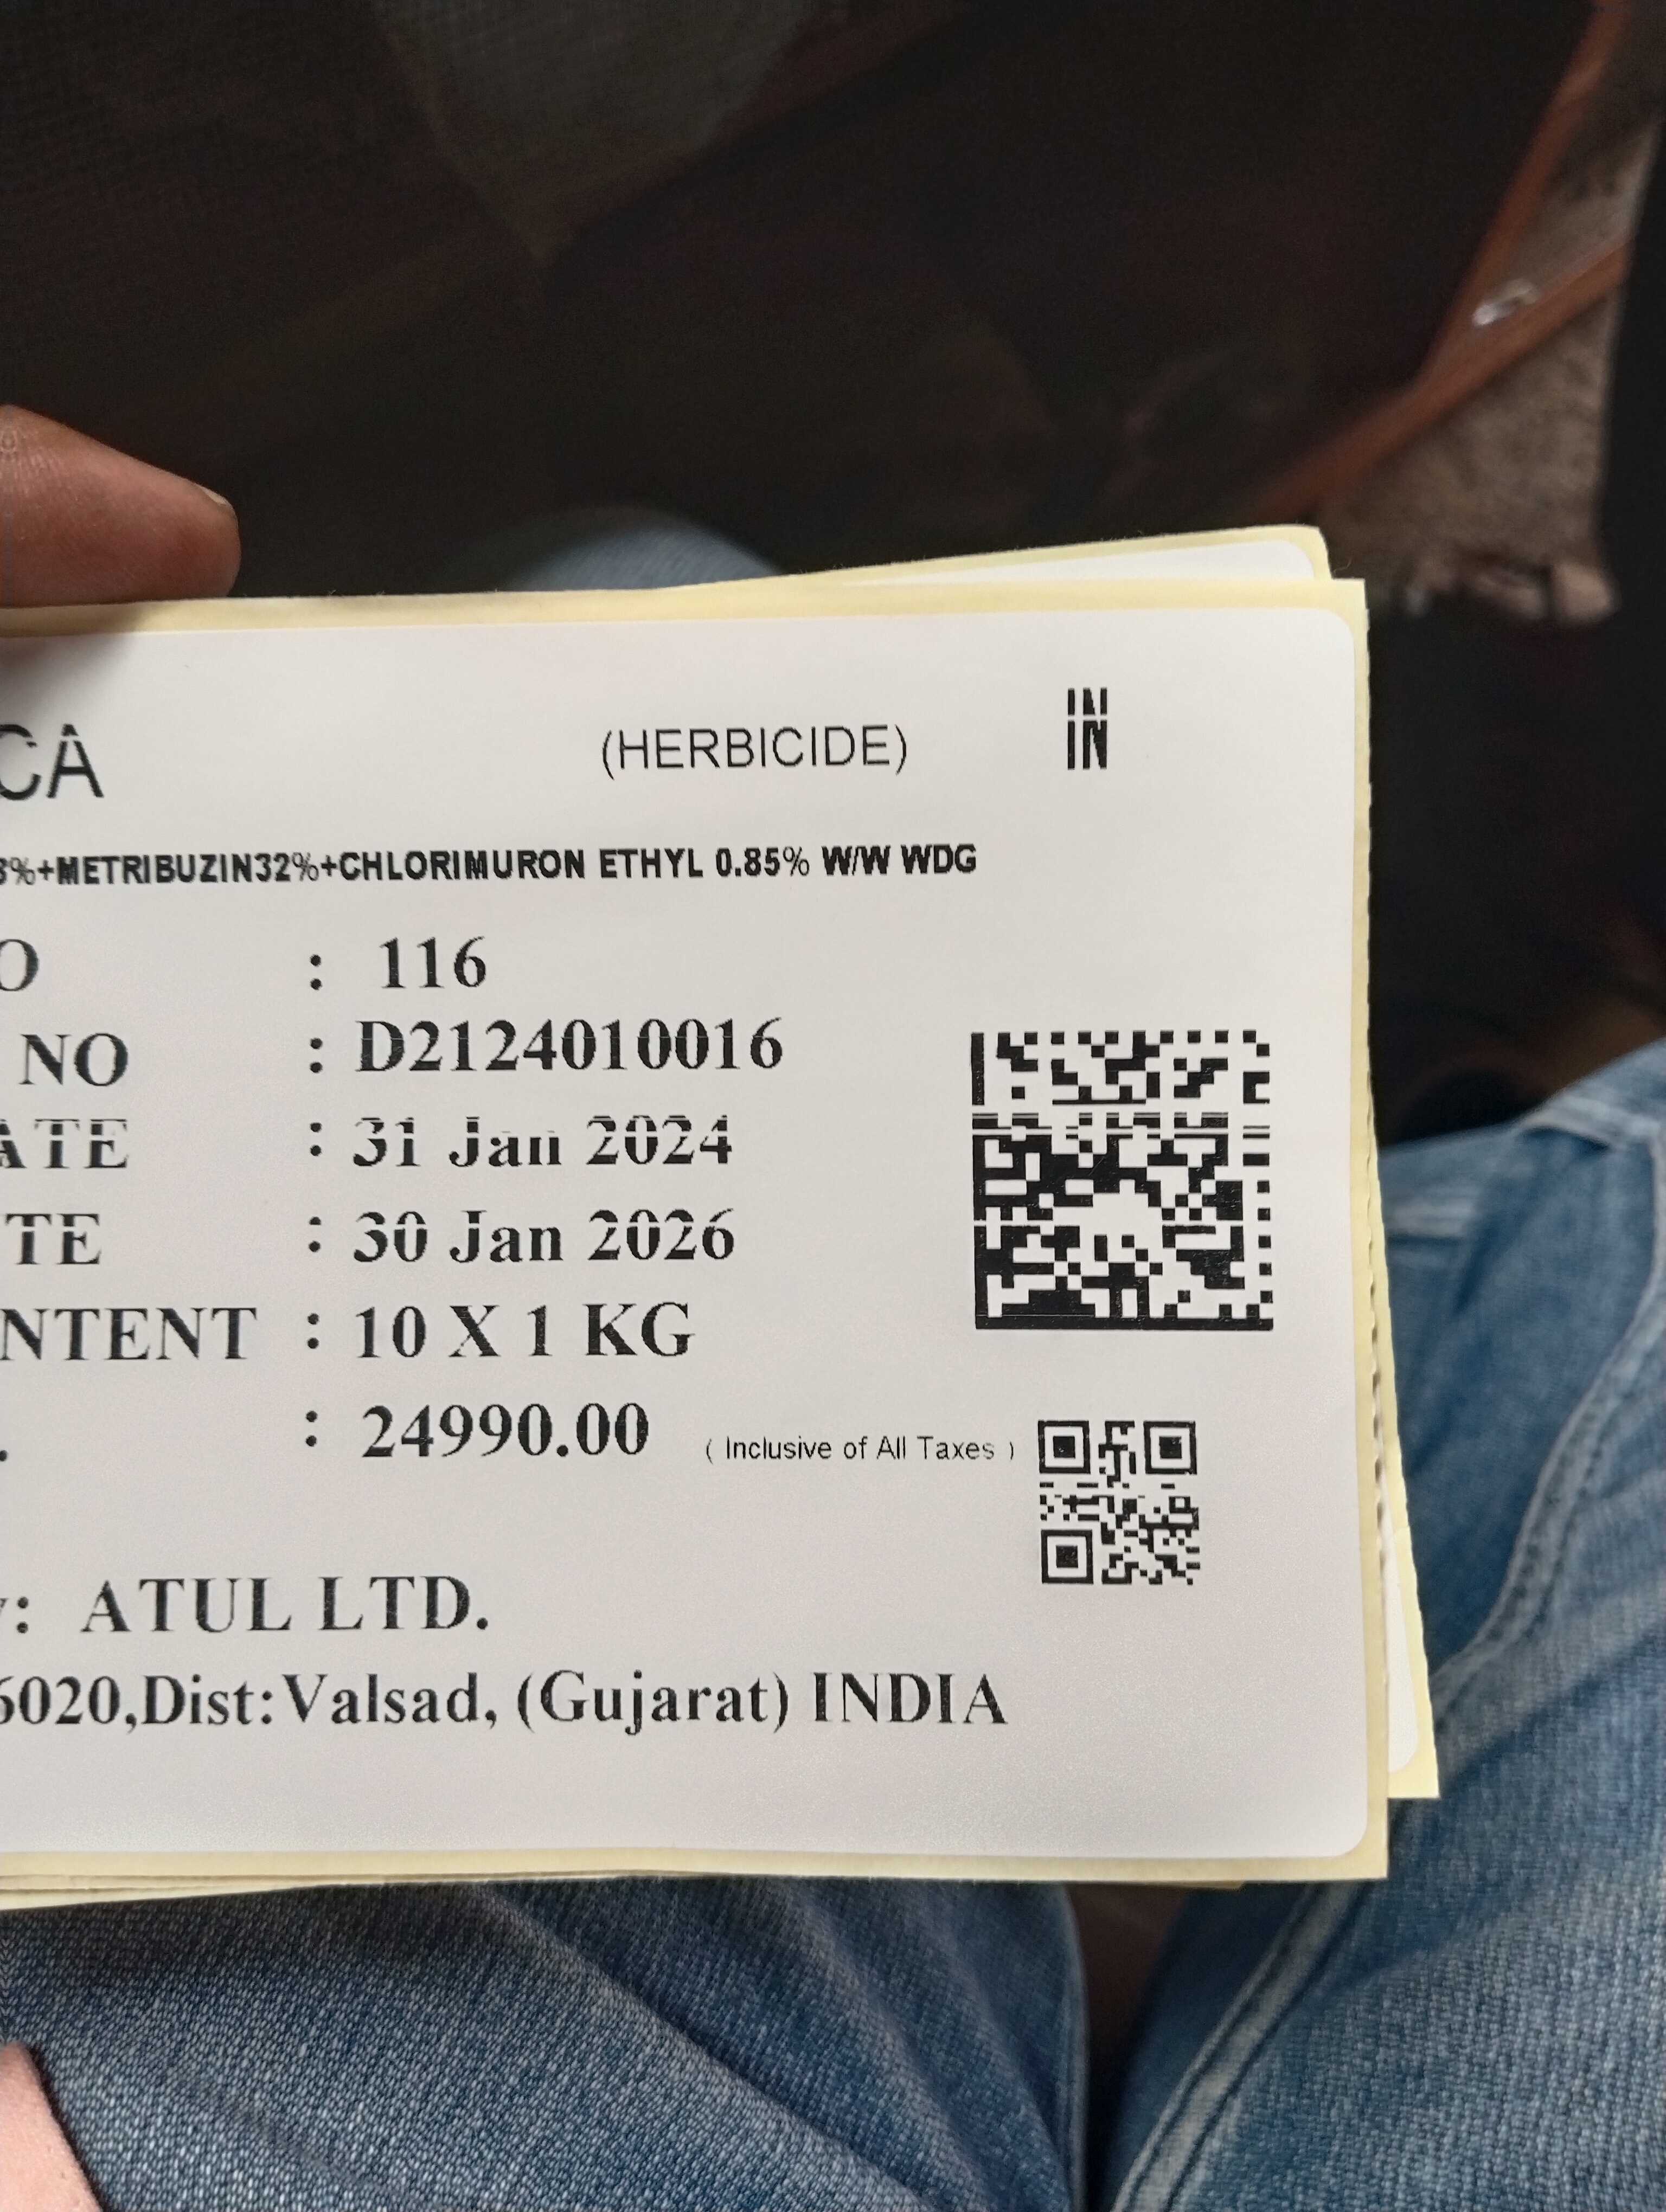 CA (HERBICIDE) IN
3%+METRIBUZIN32%+CHLORIMURON ETHYL 0.85% W/W WDG
O : 116
NO : D2124010016
ATE : 31 Jan 2024
TE : 30 Jan 2026
NTENT : 10 X 1 KG
. : 24990.00 ( Inclusive of All Taxes )
: ATUL LTD.
6020,Dist:Valsad, (Gujarat) INDIA